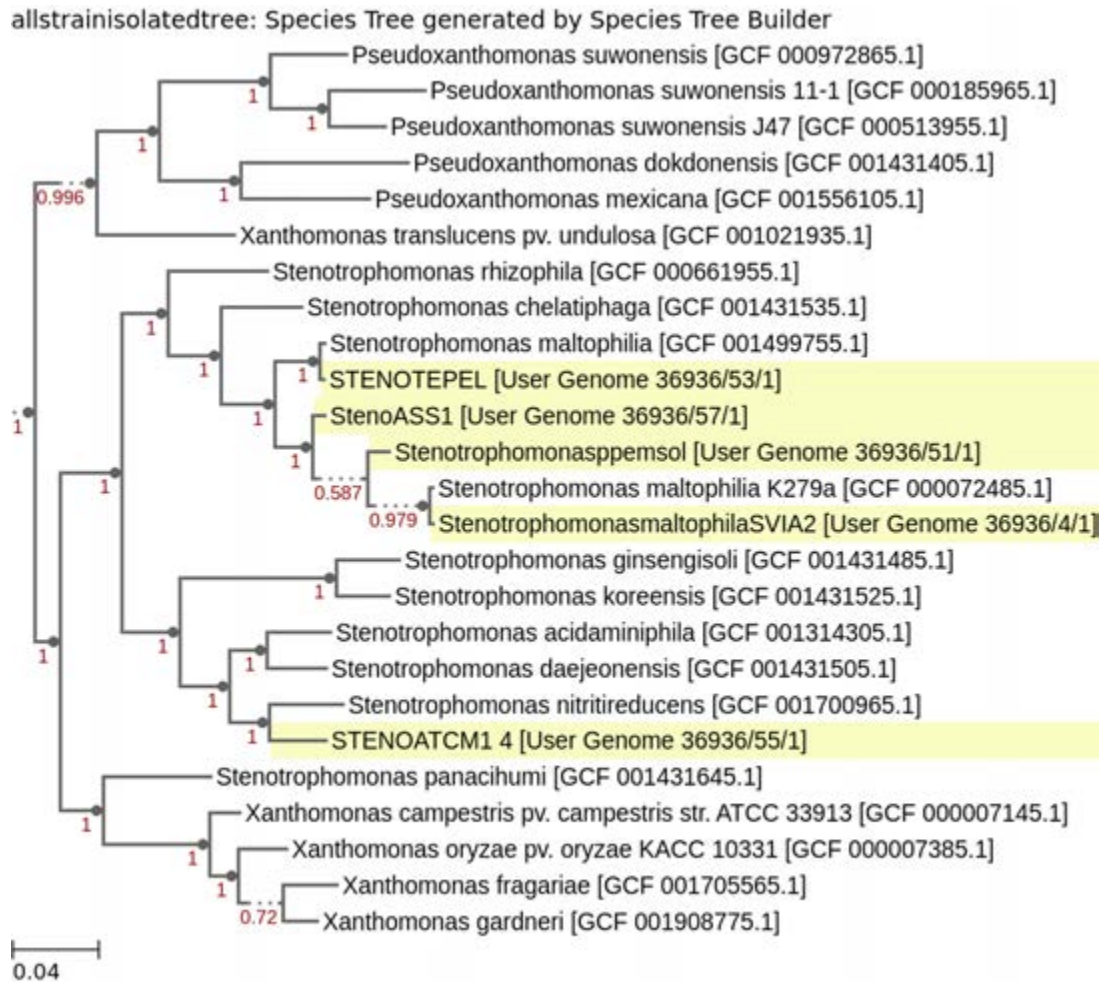 allstrainisolatedtree: Species Tree generated by Species Tree Builder
Pseudoxanthomonas suwonensis [GCF 000972865.1]
1
Pseudoxanthomonas suwonensis 11-1 [GCF 000185965.1]
1
Pseudoxanthomonas suwonensis J47 [GCF 000513955.1]
1
Pseudoxanthomonas dokdonensis [GCF 001431405.1]
1
0.996
Pseudoxanthomonas mexicana [GCF 001556105.1]
Xanthomonas translucens pv. undulosa [GCF 001021935.1]
Stenotrophomonas rhizophila [GCF 000661955.1]
Stenotrophomonas chelatiphaga [GCF 001431535.1]
1
Stenotrophomonas maltophilia [GCF 001499755.1]
1
1
STENOTEPEL [User Genome 36936/53/1]
StenoASS1 [User Genome 36936/57/1]
1
1
Stenotrophomonasppemsol [User Genome 36936/51/1]
1
1
Stenotrophomonas maltophilia K279a [GCF 000072485.1]
0.587
0.979
StenotrophomonasmaltophilaSVIA2 [User Genome 36936/4/1]
Stenotrophomonas ginsengisoli [GCF 001431485.1]
1
Stenotrophomonas koreensis [GCF 001431525.1]
Stenotrophomonas acidaminiphila [GCF 001314305.1]
1
1
1
Stenotrophomonas daejeonensis [GCF 001431505.1]
1
Stenotrophomonas nitritireducens [GCF 001700965.1]
1
STENOATCM1 4 [User Genome 36936/55/1]
Stenotrophomonas panacihumi [GCF 001431645.1]
1
Xanthomonas campestris pv. campestris str. ATCC 33913 [GCF 000007145.1]
1
Xanthomonas oryzae pv. oryzae KACC 10331 [GCF 000007385.1]
1
Xanthomonas fragariae [GCF 001705565.1]
0.72
Xanthomonas gardneri [GCF 001908775.1]
0.04